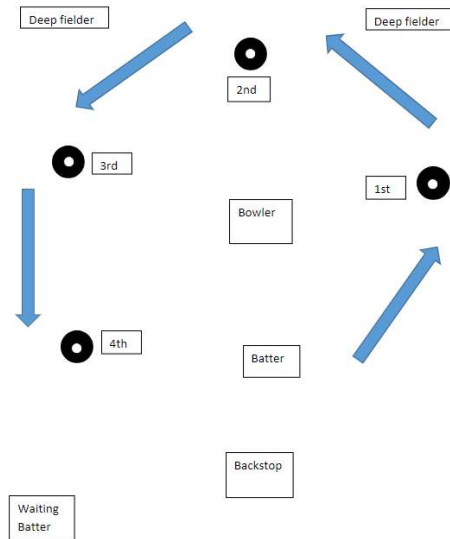 Deep fielder
Deep fielder
2nd
3rd
1st
Bowler
4th
Batter
Backstop
Waiting
Batter